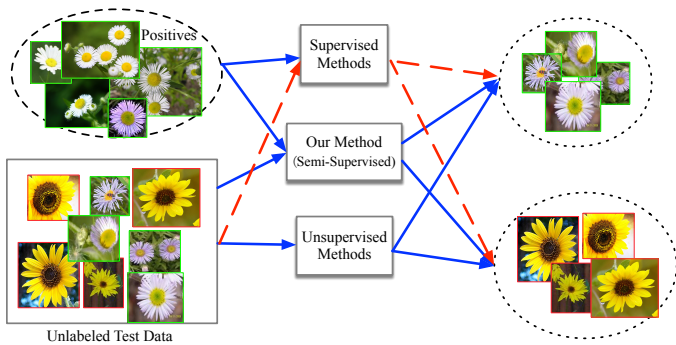 Positives
Supervised
Methods
Our Method
(Semi-Supervised)
Unsupervised
Methods
Unlabeled Test Data